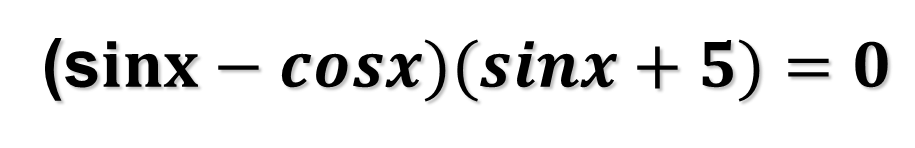 (sinx − cosx)(sinx + 5) = 0